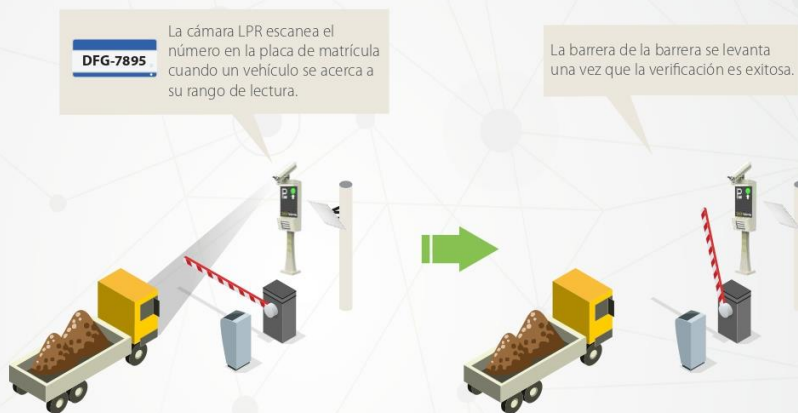 DFG-7895
La cámara LPR escanea el
número en la placa de matrícula
cuando un vehículo se acerca a
su rango de lectura.
La barrera de la barrera se levanta
una vez que la verificación es exitosa.